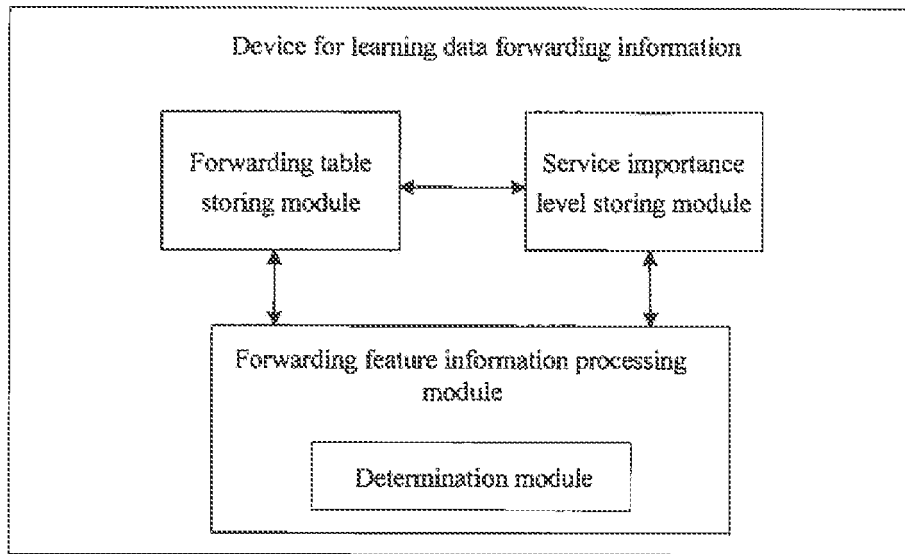 Device for learning data forwarding information
Forwarding table
storing module
Service importance
level storing module
Forwarding feature information processing
module
Determination module